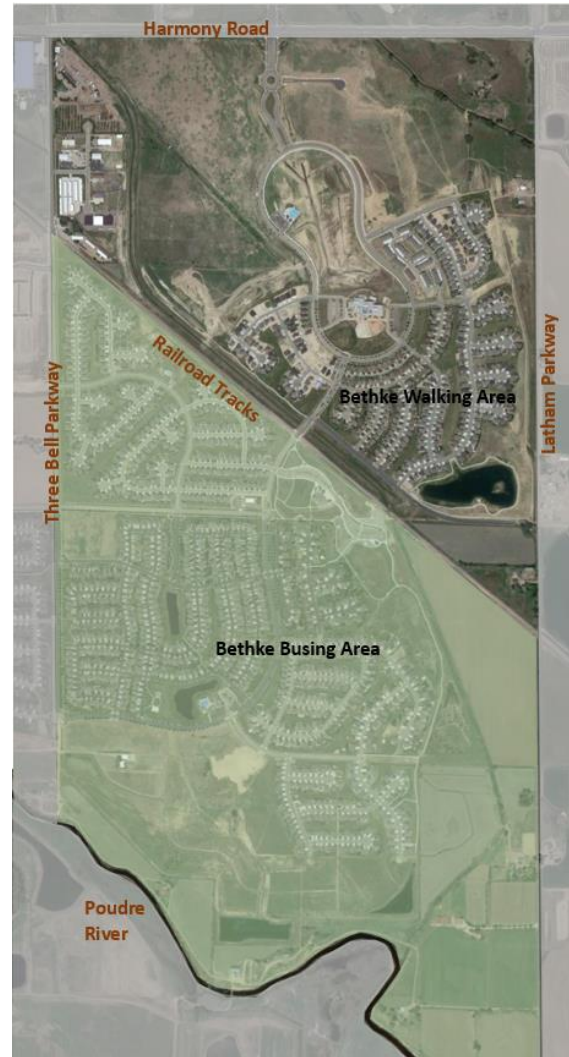 Harmony Road
Railroad Tracks
Three Bell Parkway
Bethke Walking Area
Latham Parkway
Bethke Busing Area
Poudre
River